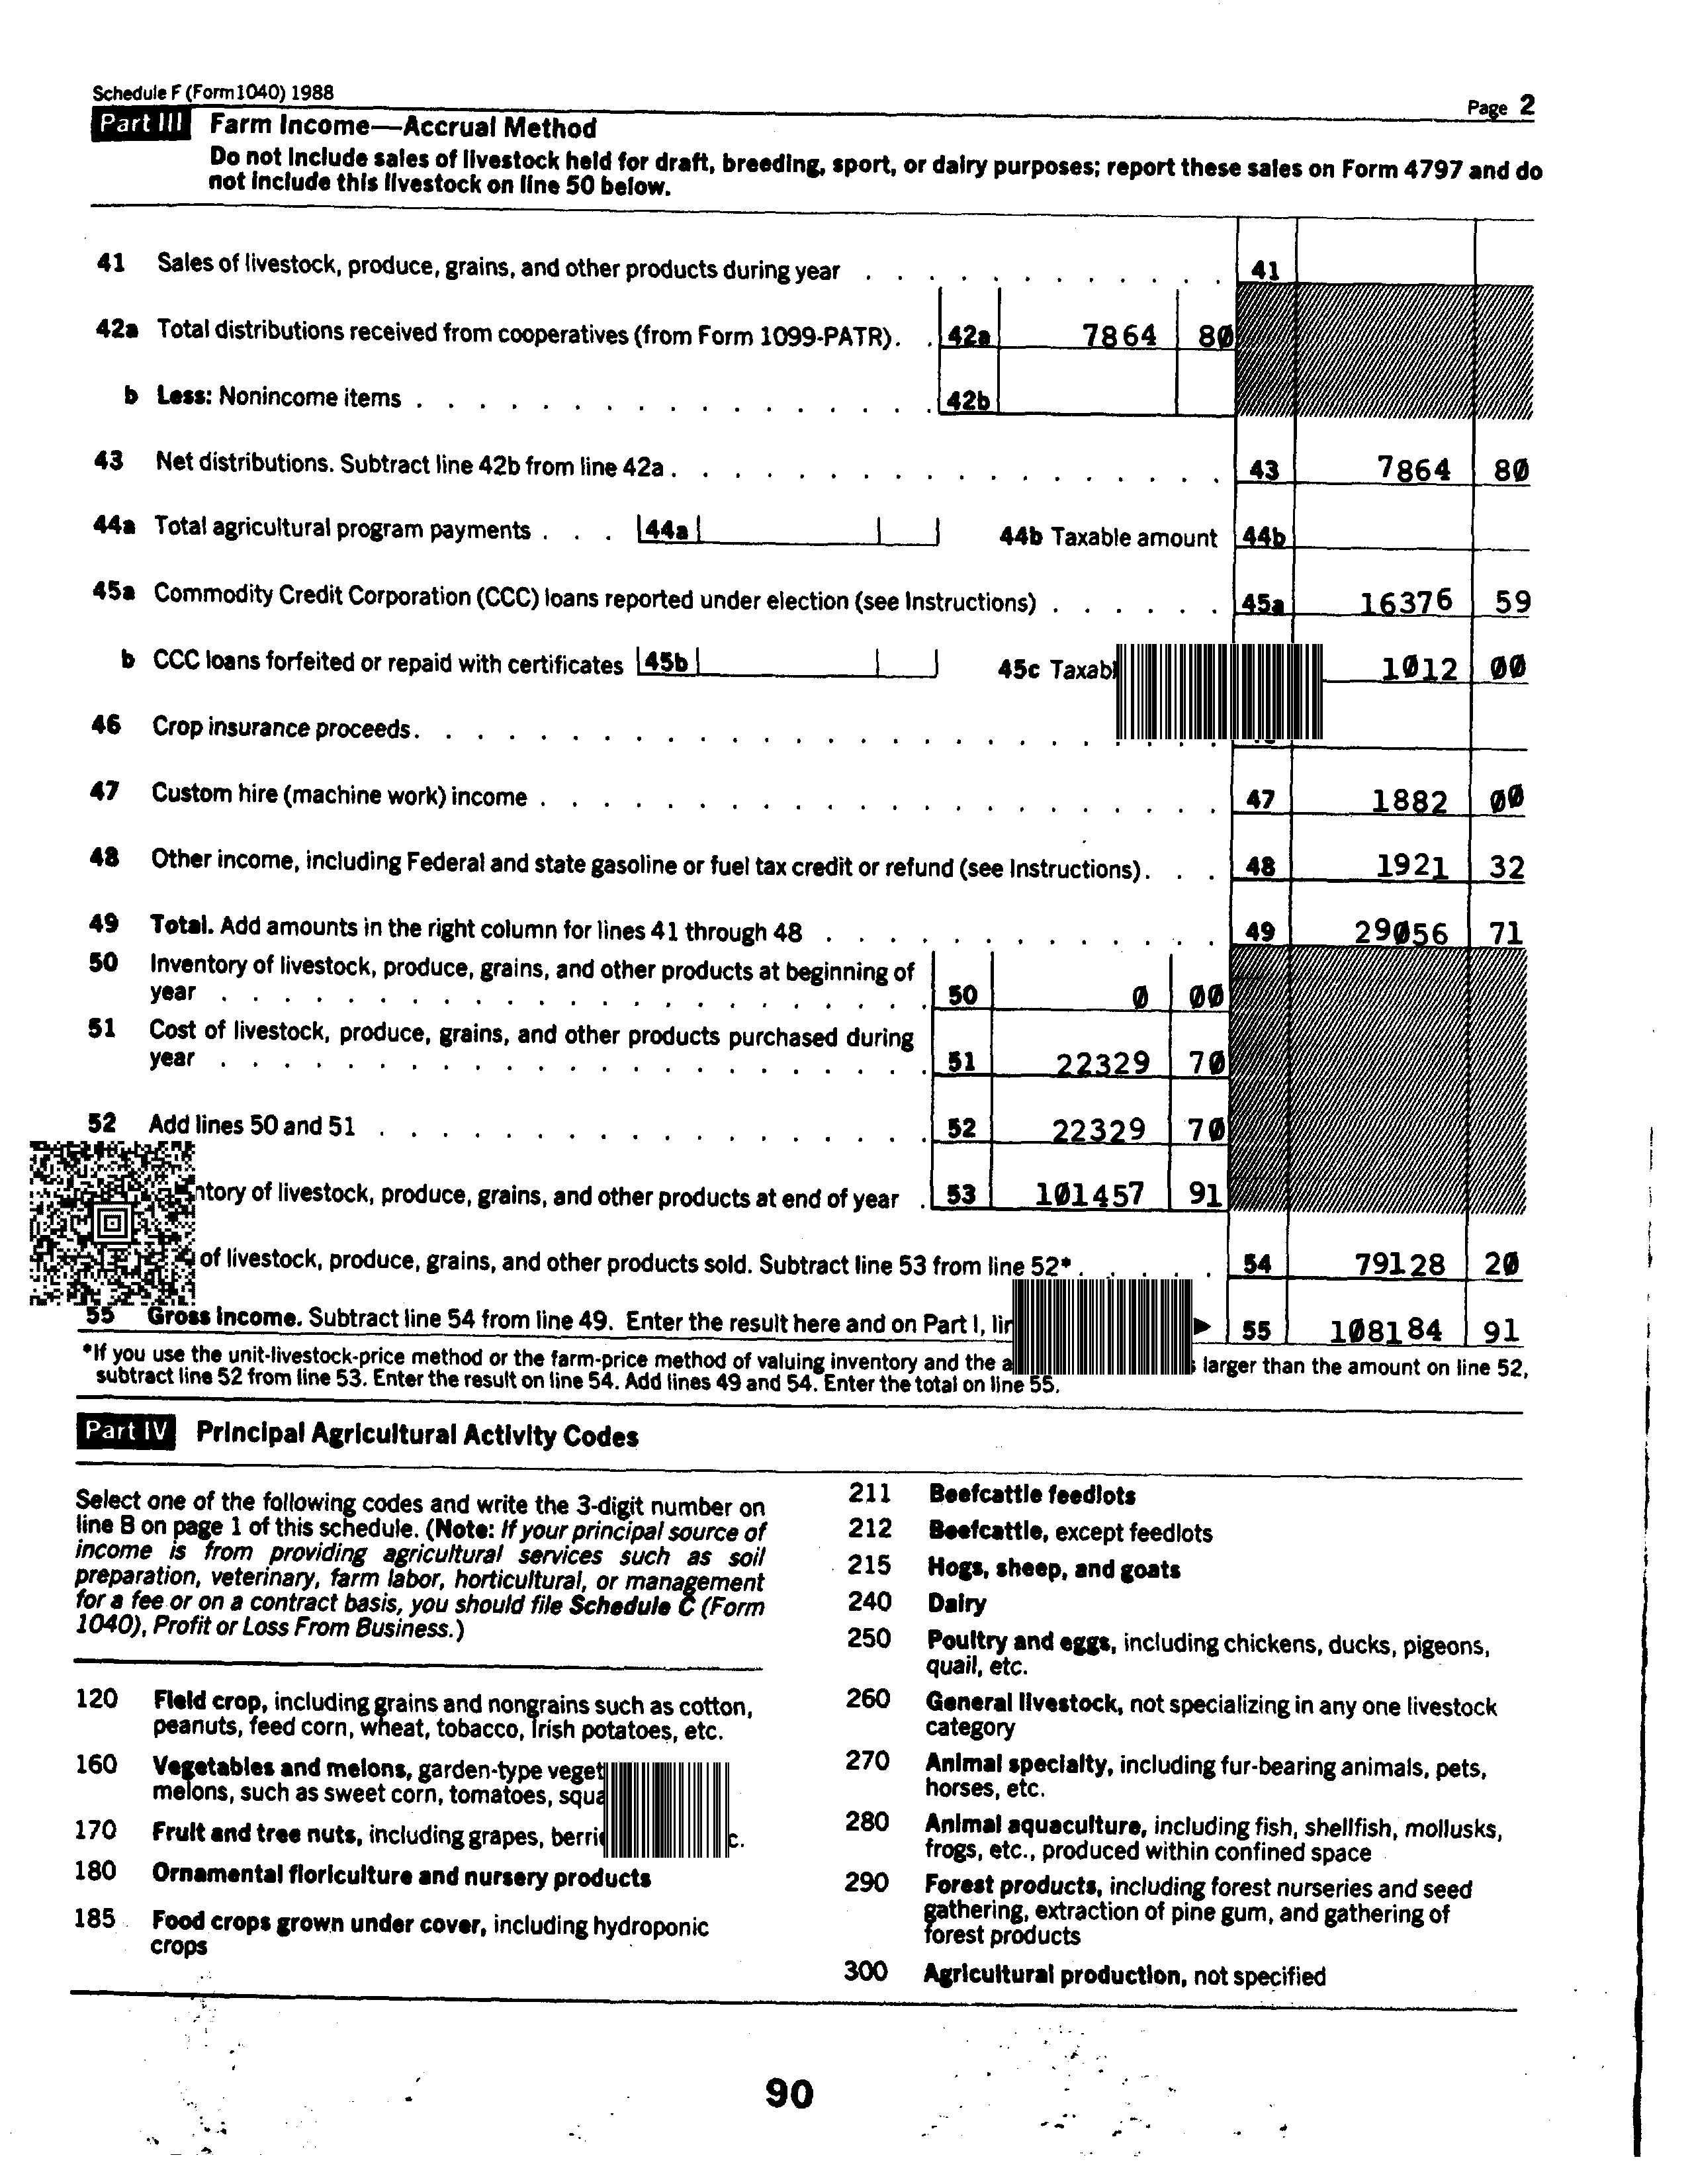 Schedule F (Form 1040) 1988
Page 2
Part III Farm Income—Accrual Method
Do not include sales of livestock held for draft, breeding, sport, or dairy purposes; report these sales on Form 4797 and do
not include this livestock on line 50 below.
41 Sales of livestock, produce, grains, and other products during year . . . . . . . . . . . . 41
42a Total distributions received from cooperatives (from Form 1099-PATR). . 42a 7864 80
b Less: Nonincome items . . . . . . . . . . . . . . . . . 42b
43 Net distributions. Subtract line 42b from line 42a . . . . . . . . . . . . . . . . . . 43 7864 80
44a Total agricultural program payments . . . 44a 44b Taxable amount 44b
45a Commodity Credit Corporation (CCC) loans reported under election (see Instructions) . . . . . . 45a 16376 59
b CCC loans forfeited or repaid with certificates 45b 45c 1012 00
46 Crop insurance proceeds. . . . . . . . . . . . . . . . . . . . . . . .
47 Custom hire (machine work) income . . . . . . . . . . . . . . . . . . . . . . 47 1882 00
48 Other income, including Federal and state gasoline or fuel tax credit or refund (see Instructions). . . 48 1921 32
49 Total. Add amounts in the right column for lines 41 through 48 . . . . . . . . . . . . . 49 29056 71
50 Inventory of livestock, produce, grains, and other products at beginning of
year . . . . . . . . . . . . . . . . . . . . . . . 50 0 00
51 Cost of livestock, produce, grains, and other products purchased during
year . . . . . . . . . . . . . . . . . . . . . . . 51 22329 70
52 Add lines 50 and 51 . . . . . . . . . . . . . . . . . . 52 22329 70
of livestock, produce, grains, and other products at end of year . 53 101457 91
of livestock, produce, grains, and other products sold. Subtract line 53 from line 52* . . . . . 54 79128 20
55 Gross income. Subtract line 54 from line 49. Enter the result here and on Part I, ▶ 55 108184 91
*If you use the unit-livestock-price method or the farm-price method of valuing inventory and the larger than the amount on line 52,
subtract line 52 from line 53. Enter the result on line 54. Add lines 49 and 54. Enter the total on line 55.
Part IV Principal Agricultural Activity Codes
Select one of the following codes and write the 3-digit number on
line B on page 1 of this schedule. (Note: If your principal source of
income is from providing agricultural services such as soil
preparation, veterinary, farm labor, horticultural, or management
for a fee or on a contract basis, you should file Schedule C (Form
1040), Profit or Loss From Business.)
120 Field crop, including grains and nongrains such as cotton,
peanuts, feed corn, wheat, tobacco, Irish potatoes, etc.
160 Vegetables and melons, garden-type
melons, such as sweet corn, tomatoes,
170 Fruit and tree nuts, including grapes,
180 Ornamental floriculture and nursery products
185 Food crops grown under cover, including hydroponic
crops
211 Beefcattle feedlots
212 Beefcattle, except feedlots
215 Hogs, sheep, and goats
240 Dairy
250 Poultry and eggs, including chickens, ducks, pigeons,
quail, etc.
260 General livestock, not specializing in any one livestock
category
270 Animal specialty, including fur-bearing animals, pets,
horses, etc.
280 Animal aquaculture, including fish, shellfish, mollusks,
frogs, etc., produced within confined space
290 Forest products, including forest nurseries and seed
gathering, extraction of pine gum, and gathering of
forest products
300 Agricultural production, not specified
90